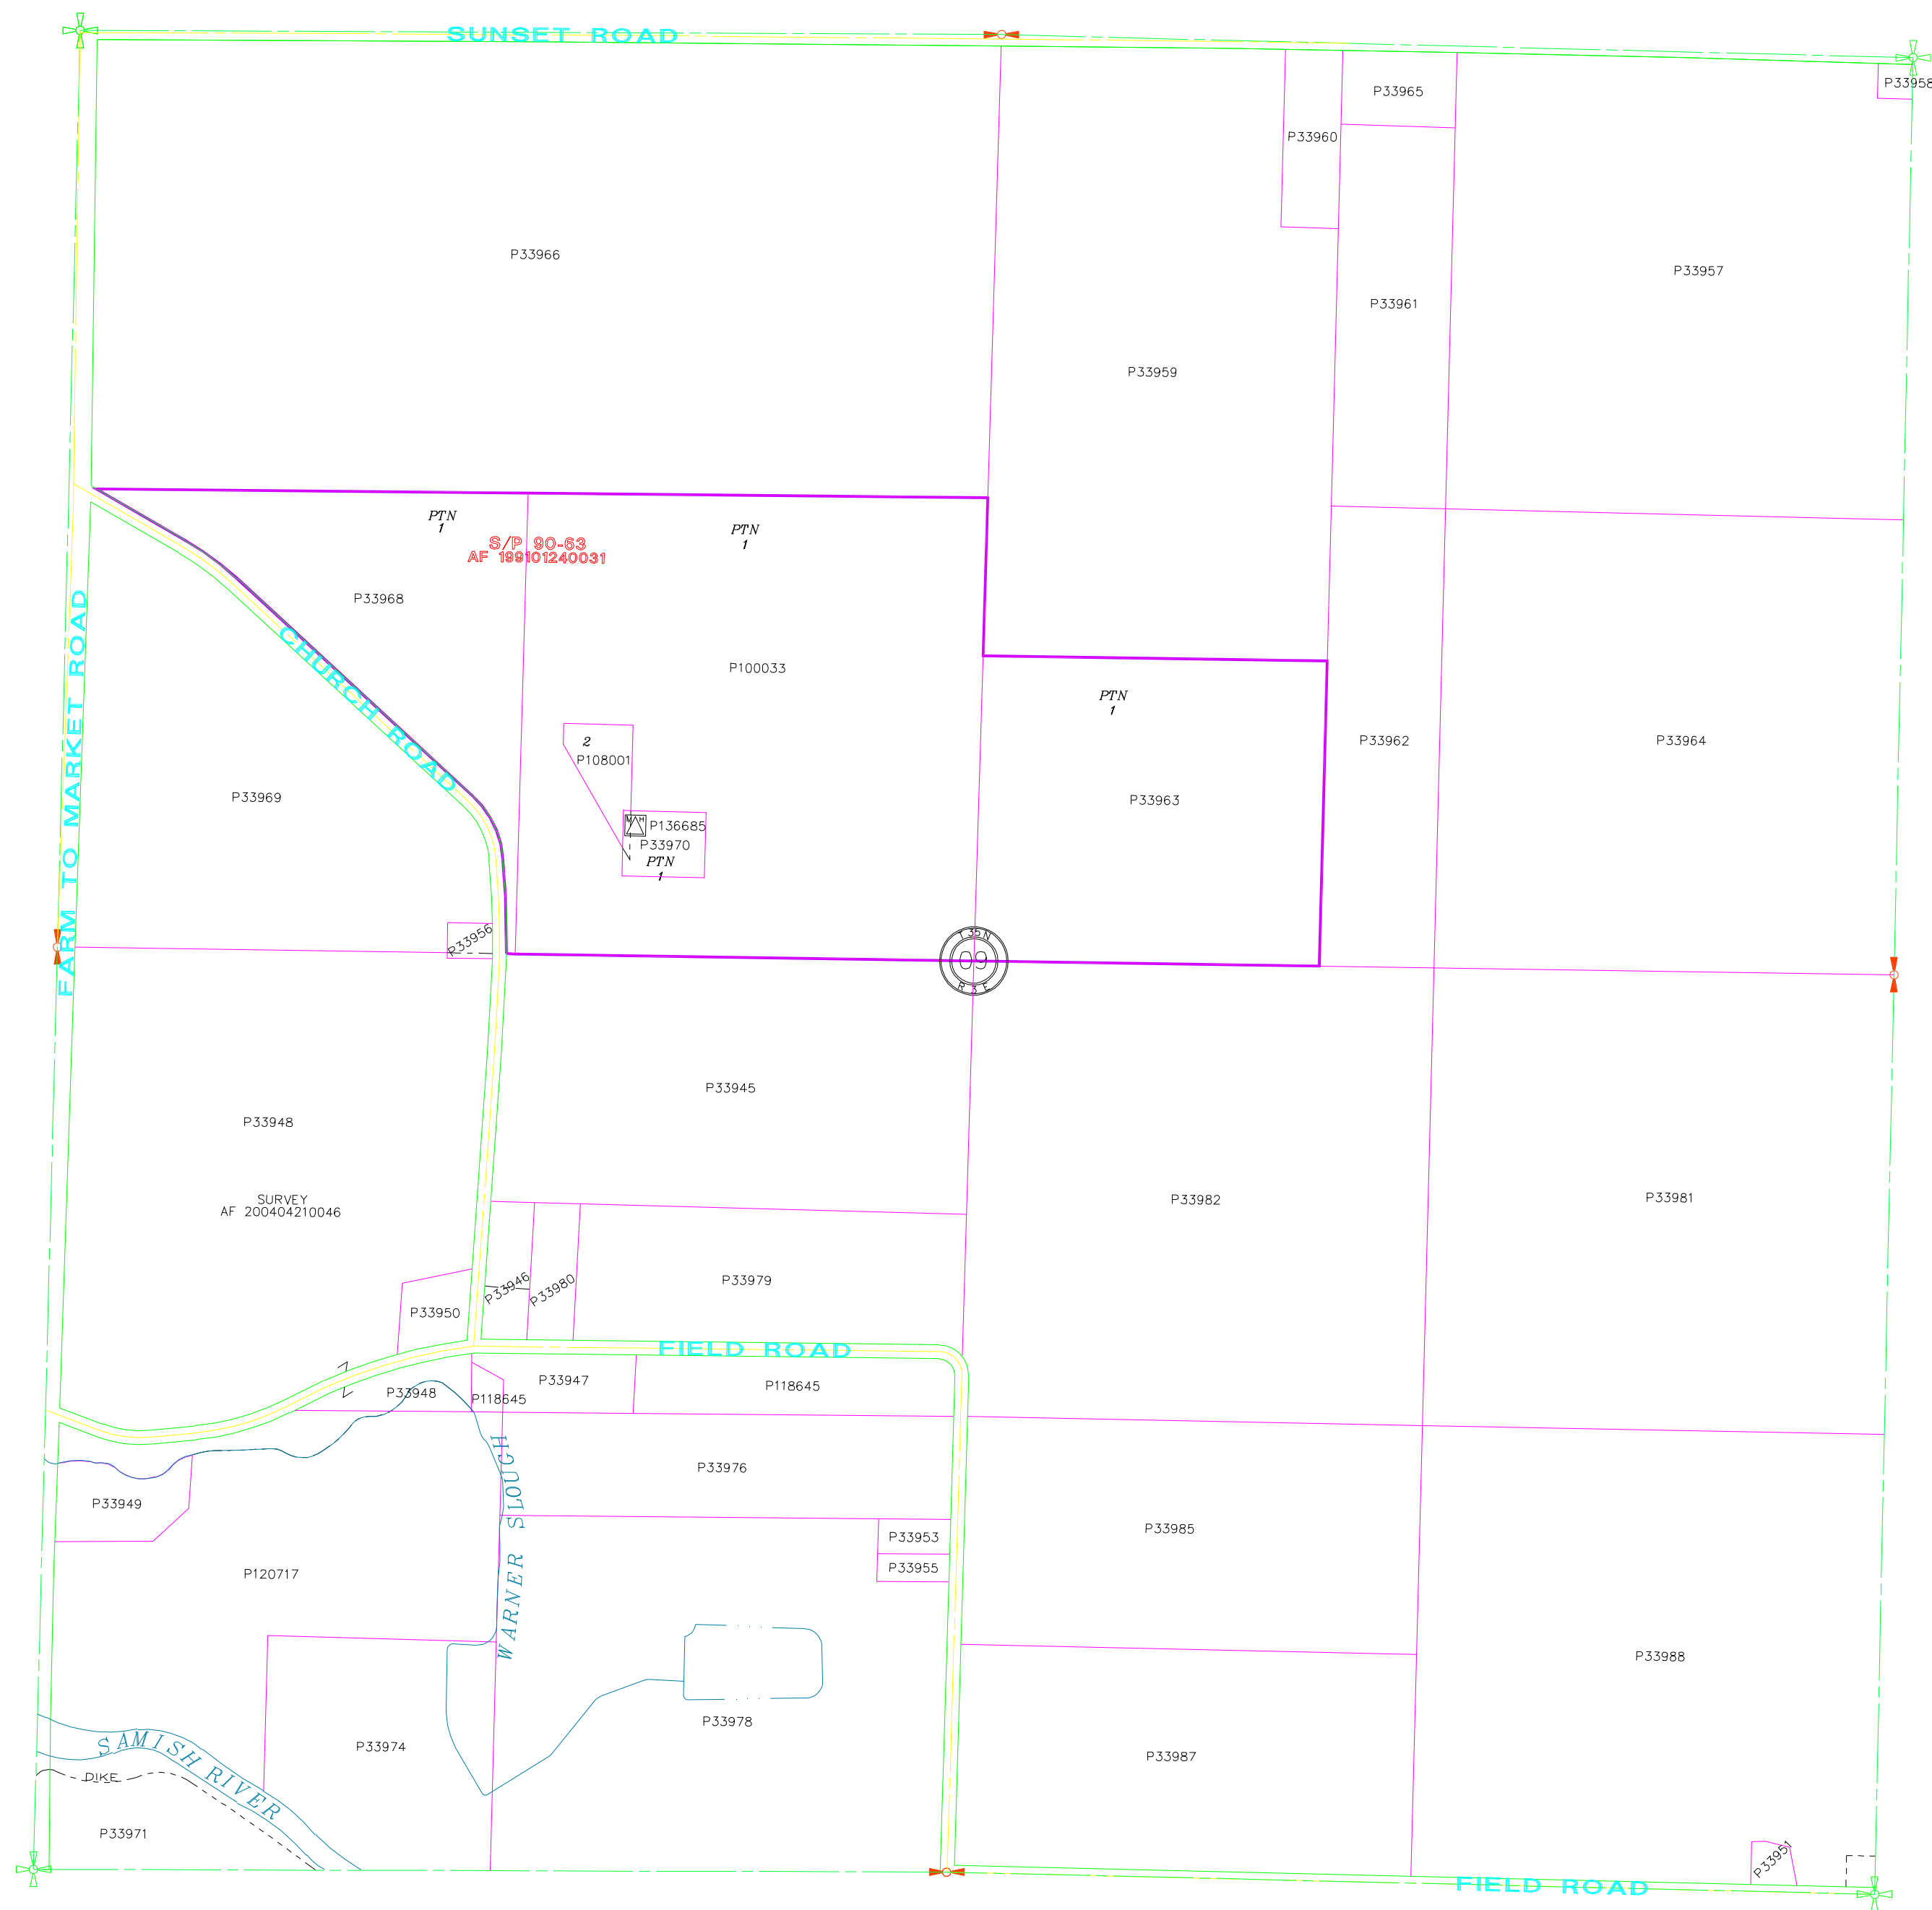 SUNSET ROAD
P33958
P33965
P33960
P33966
P33957
P33961
P33959
PTN
1
PTN
1
S/P 90-63
AF 199101240031
P33968
CHURCH ROAD
FARM TO MARKET ROAD
P100033
PTN
1
2
P108001
P33962
P33964
P33969
P33963
M H
P136685
P33970
PTN
1
P33956
T 35 N
09
R 3 E
P33945
P33948
SURVEY
AF 200404210046
P33982
P33981
P33946
P33980
P33979
P33950
FIELD ROAD
Z
P33948
P118645
P33947
P118645
WARNER SLOUGH
P33976
P33949
P33953
P33985
P33955
P120717
P33988
P33978
SAMISH RIVER
P33974
P33987
DIKE
P33971
P33951
FIELD ROAD